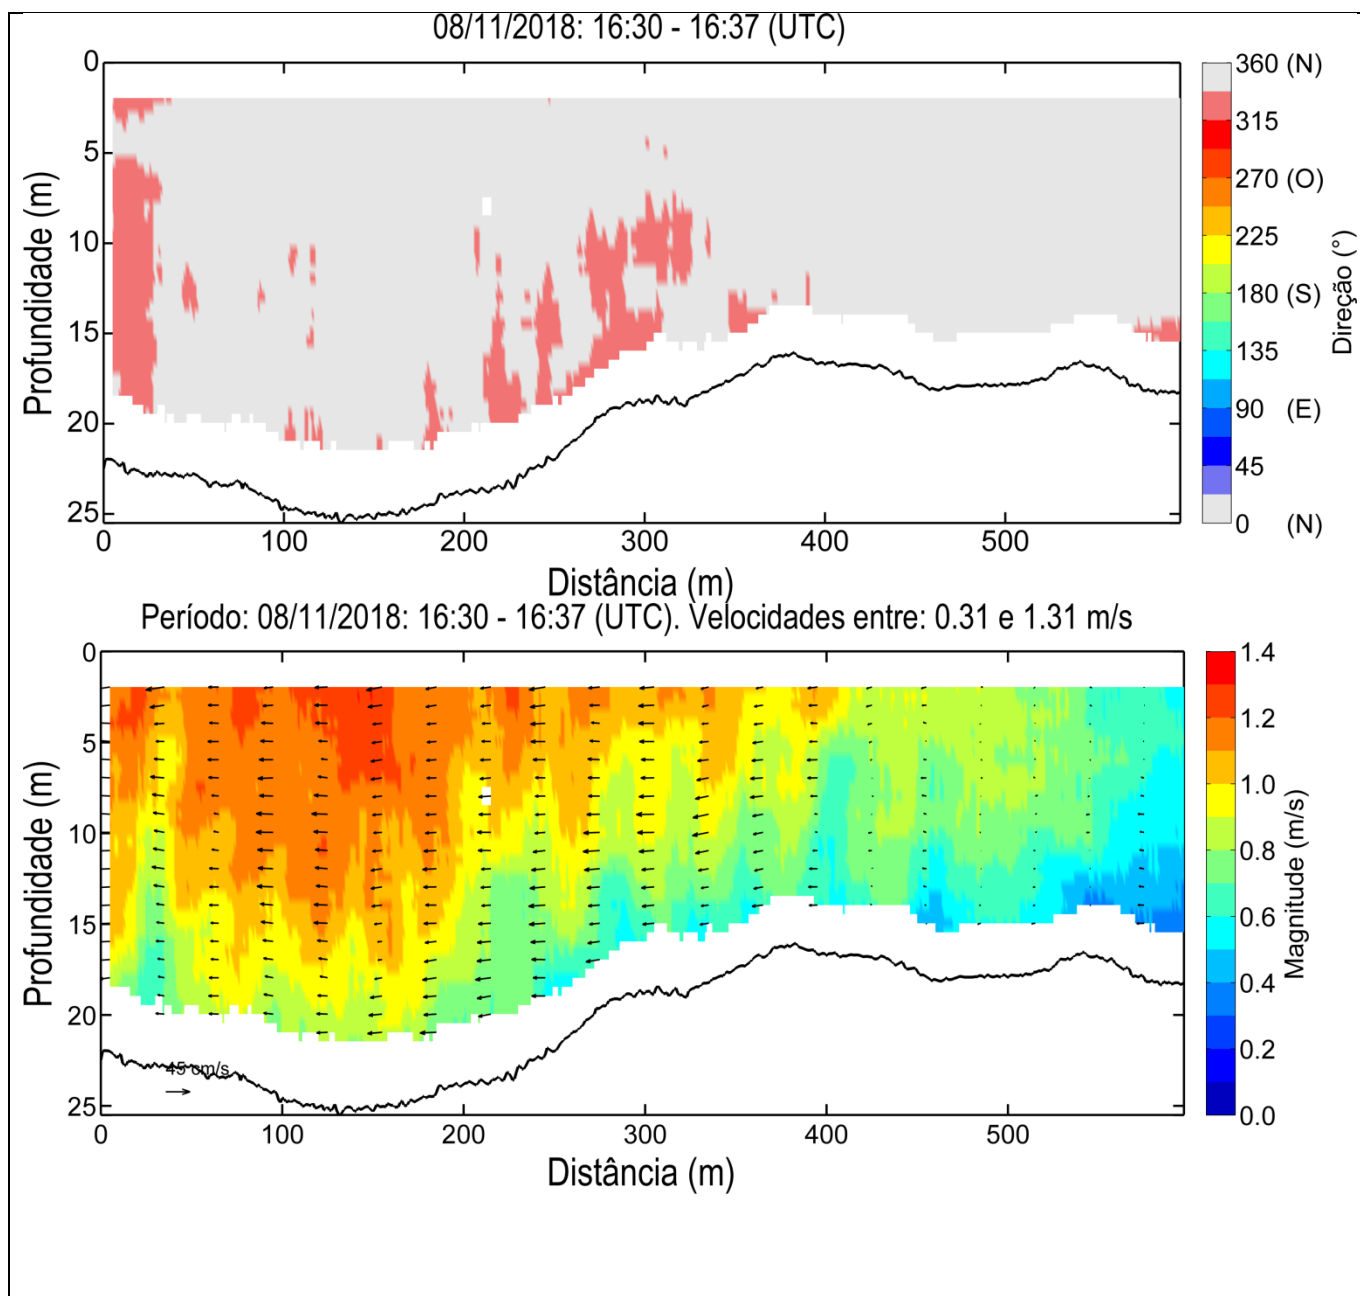 08/11/2018: 16:30 - 16:37 (UTC)
0
5
10
15
20
25
Profundidade (m)
0
100
200
300
400
500
Distância (m)
360 (N)
315
270 (O)
225
180 (S)
135
90 (E)
45
0 (N)
Direção (°)
Período: 08/11/2018: 16:30 - 16:37 (UTC). Velocidades entre: 0.31 e 1.31 m/s
0
5
10
15
20
25
Profundidade (m)
45 cm/s
0
100
200
300
400
500
Distância (m)
1.4
1.2
1.0
0.8
0.6
0.4
0.2
0.0
Magnitude (m/s)